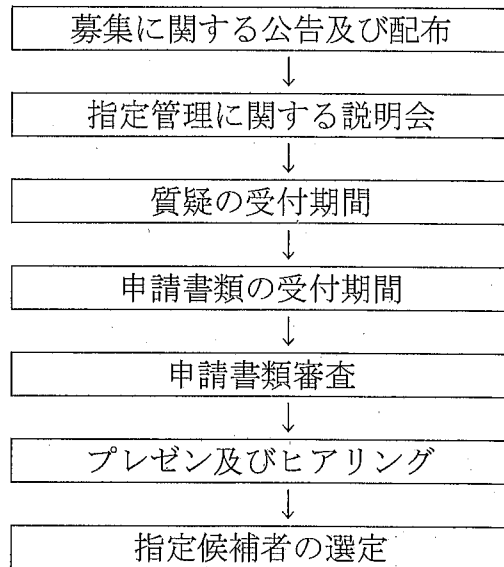 募集に関する公告及び配布
↓
指定管理に関する説明会
↓
質疑の受付期間
↓
申請書類の受付期間
↓
申請書類審査
↓
プレゼン及びヒアリング
↓
指定候補者の選定